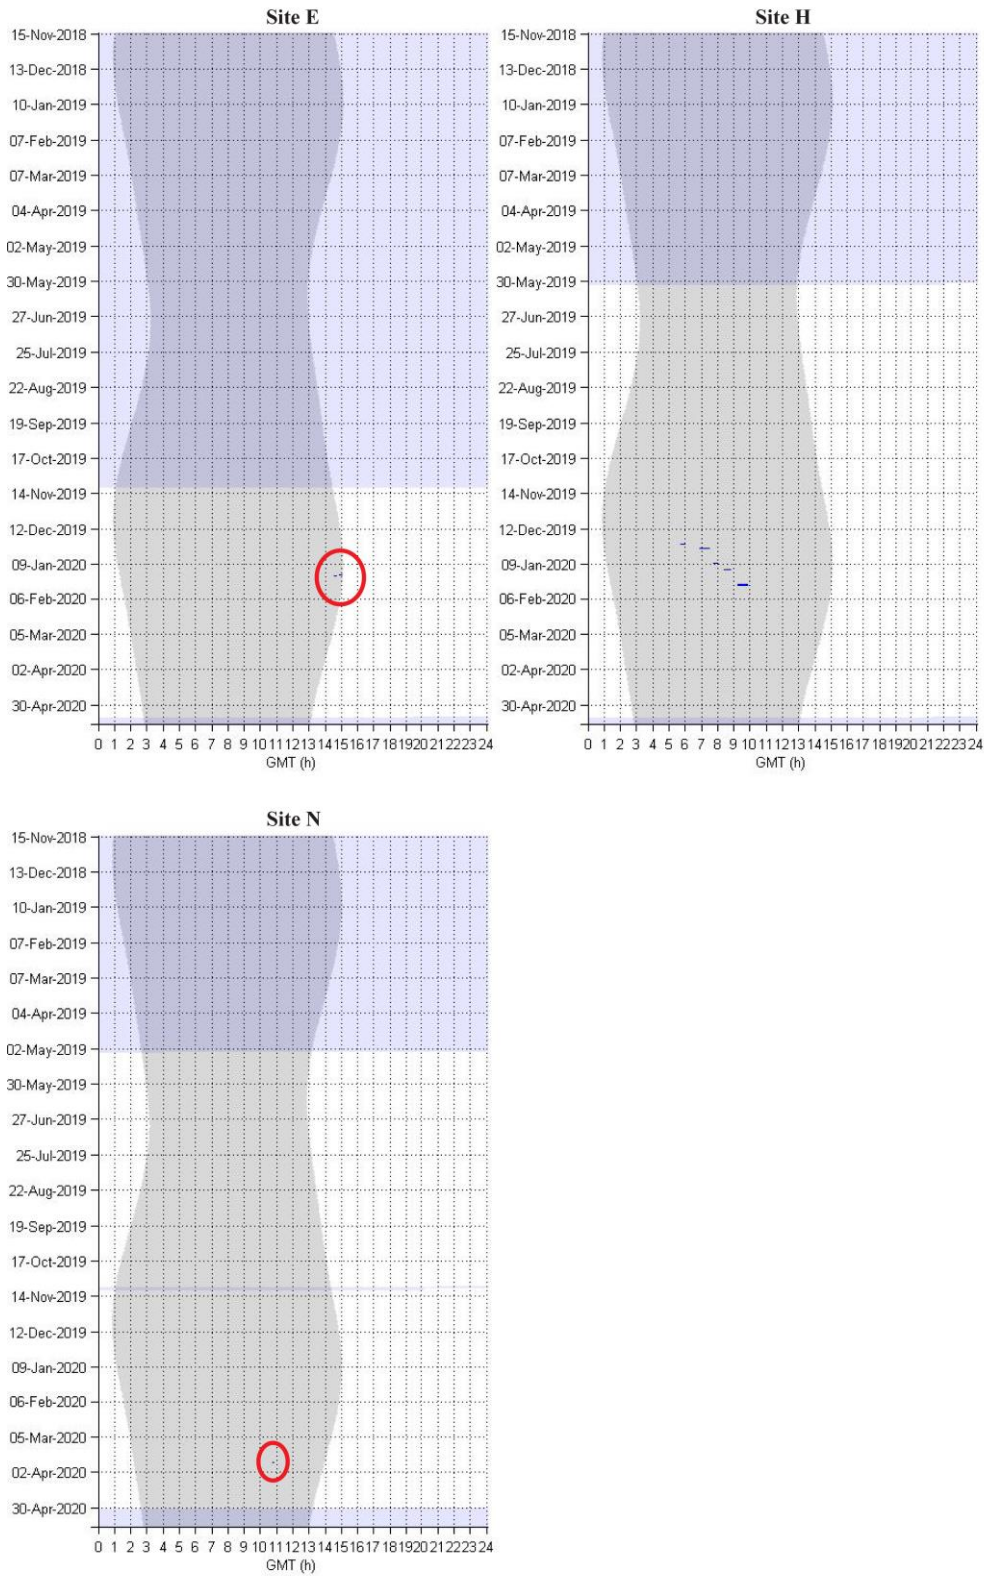 Site E
15-Nov-2018
13-Dec-2018
10-Jan-2019
07-Feb-2019
07-Mar-2019
04-Apr-2019
02-May-2019
30-May-2019
27-Jun-2019
25-Jul-2019
22-Aug-2019
19-Sep-2019
17-Oct-2019
14-Nov-2019
12-Dec-2019
09-Jan-2020
06-Feb-2020
05-Mar-2020
02-Apr-2020
30-Apr-2020
0 1 2 3 4 5 6 7 8 9 10 11 12 13 14 15 16 17 18 19 20 21 22 23 24
GMT (h)
Site H
15-Nov-2018
13-Dec-2018
10-Jan-2019
07-Feb-2019
07-Mar-2019
04-Apr-2019
02-May-2019
30-May-2019
27-Jun-2019
25-Jul-2019
22-Aug-2019
19-Sep-2019
17-Oct-2019
14-Nov-2019
12-Dec-2019
09-Jan-2020
06-Feb-2020
05-Mar-2020
02-Apr-2020
30-Apr-2020
0 1 2 3 4 5 6 7 8 9 10 11 12 13 14 15 16 17 18 19 20 21 22 23 24
GMT (h)
Site N
15-Nov-2018
13-Dec-2018
10-Jan-2019
07-Feb-2019
07-Mar-2019
04-Apr-2019
02-May-2019
30-May-2019
27-Jun-2019
25-Jul-2019
22-Aug-2019
19-Sep-2019
17-Oct-2019
14-Nov-2019
12-Dec-2019
09-Jan-2020
06-Feb-2020
05-Mar-2020
02-Apr-2020
30-Apr-2020
0 1 2 3 4 5 6 7 8 9 10 11 12 13 14 15 16 17 18 19 20 21 22 23 24
GMT (h)